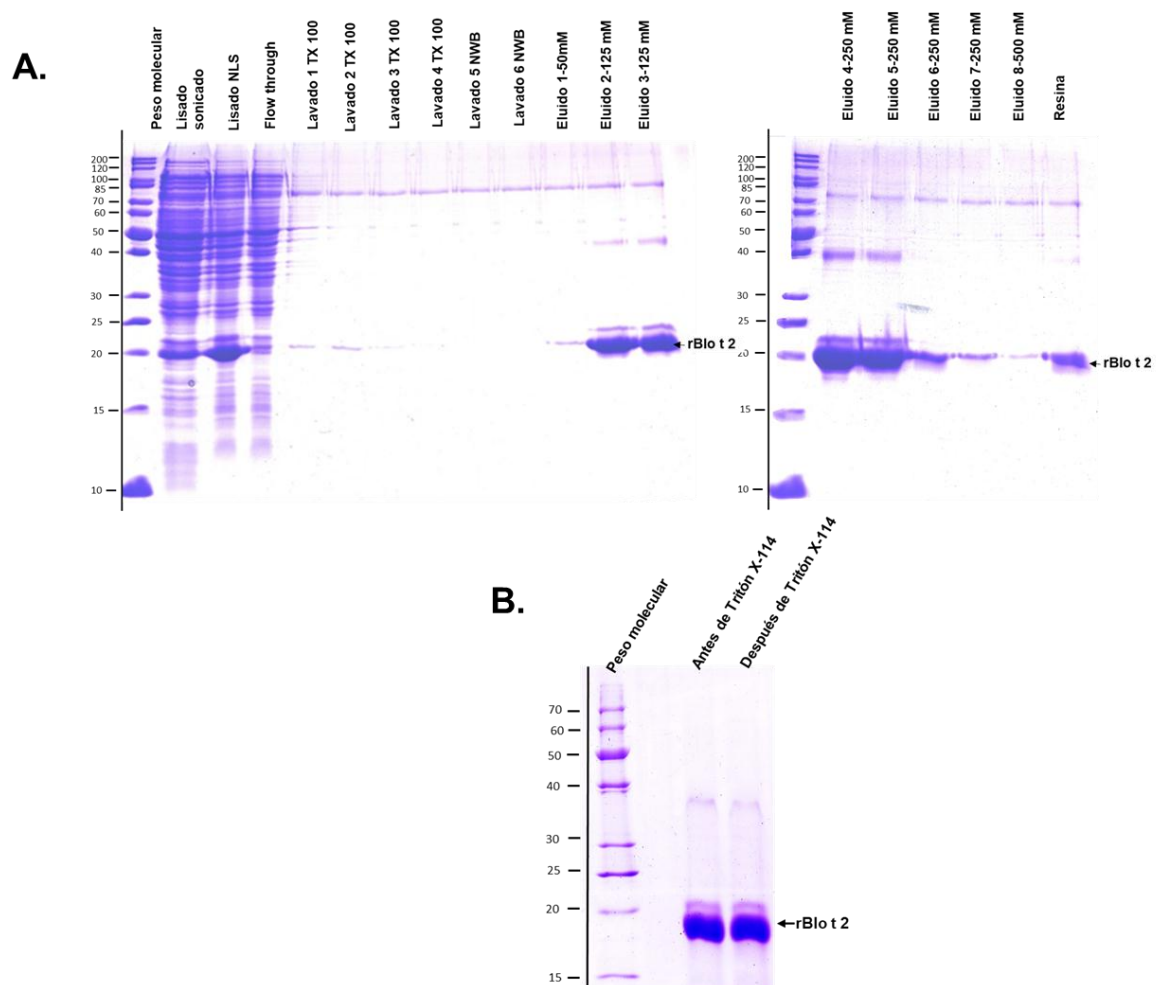 A.
Peso molecular
Lisado
sonicado
Lisado NLS
Flow through
Lavado 1 TX 100
Lavado 2 TX 100
Lavado 3 TX 100
Lavado 4 TX 100
Lavado 5 NWB
Lavado 6 NWB
Eluido 1-50mM
Eluido 2-125 mM
Eluido 3-125 mM
200
120
100
85
70
60
50
40
30
25
20
15
10
rBlo t 2
Eluido 4-250 mM
Eluido 5-250 mM
Eluido 6-250 mM
Eluido 7-250 mM
Eluido 8-500 mM
Resina
200
120
100
85
70
60
50
40
30
25
20
15
10
rBlo t 2
B.
Peso molecular
Antes de Tritón X-114
Después de Tritón X-114
70
60
50
40
30
25
20
15
rBlo t 2